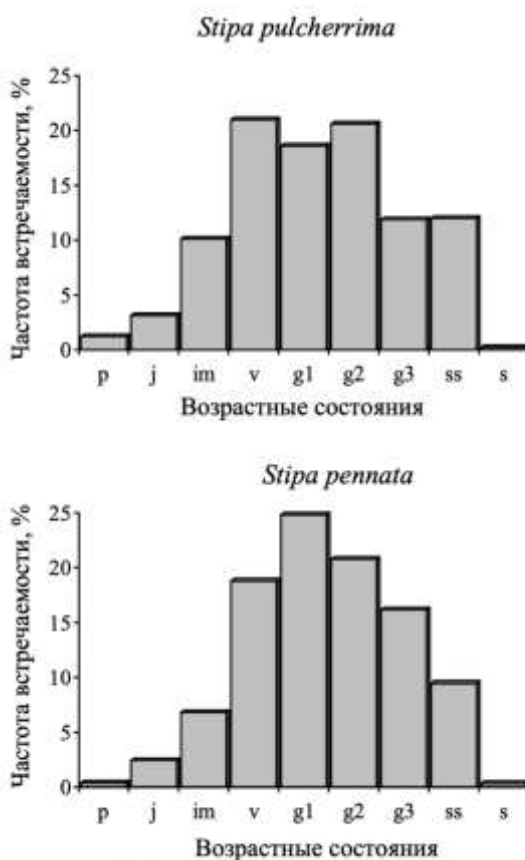 Stipa pulcherrima
Частота встречаемости, %
25
20
15
10
5
0
p j im v g1 g2 g3 ss s
Возрастные состояния
Stipa pennata
Частота встречаемости, %
25
20
15
10
5
0
p j im v g1 g2 g3 ss s
Возрастные состояния